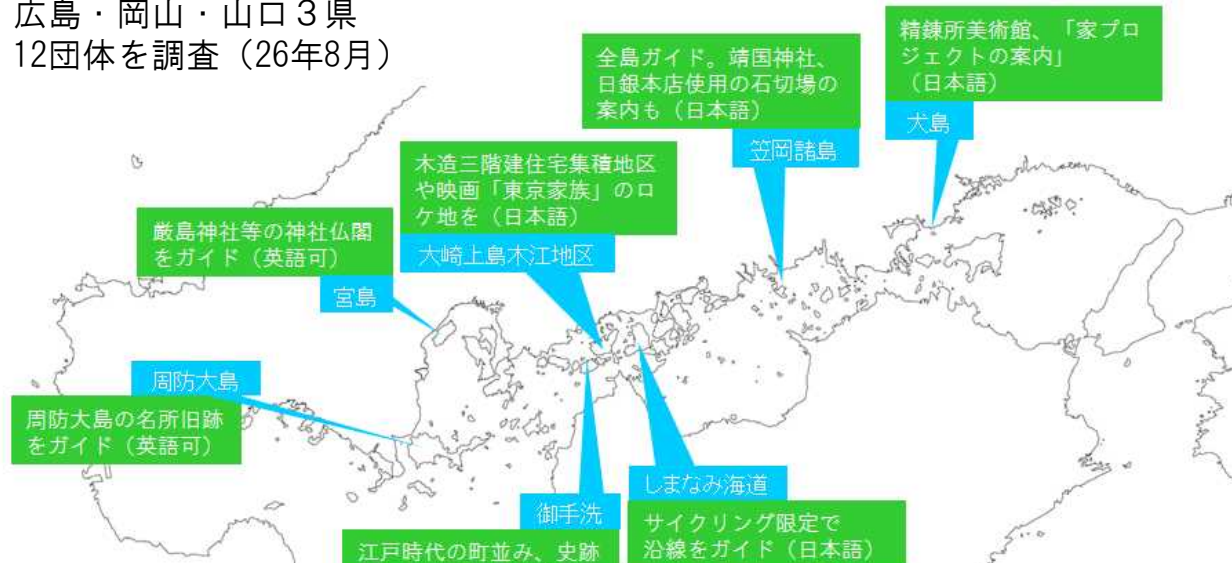 広島・岡山・山口３県
12団体を調査（26年8月）
精錬所美術館、「家プロ
ジェクトの案内」
（日本語）
犬島
全島ガイド。靖国神社、
日銀本店使用の石切場の
案内も（日本語）
笠岡諸島
木造三階建住宅集積地区
や映画「東京家族」のロ
ケ地を（日本語）
大崎上島木江地区
厳島神社等の神社仏閣
をガイド（英語可）
宮島
周防大島
周防大島の名所旧跡
をガイド（英語可）
しまなみ海道
サイクリング限定で
沿線をガイド（日本語）
御手洗
江戸時代の町並み、史跡